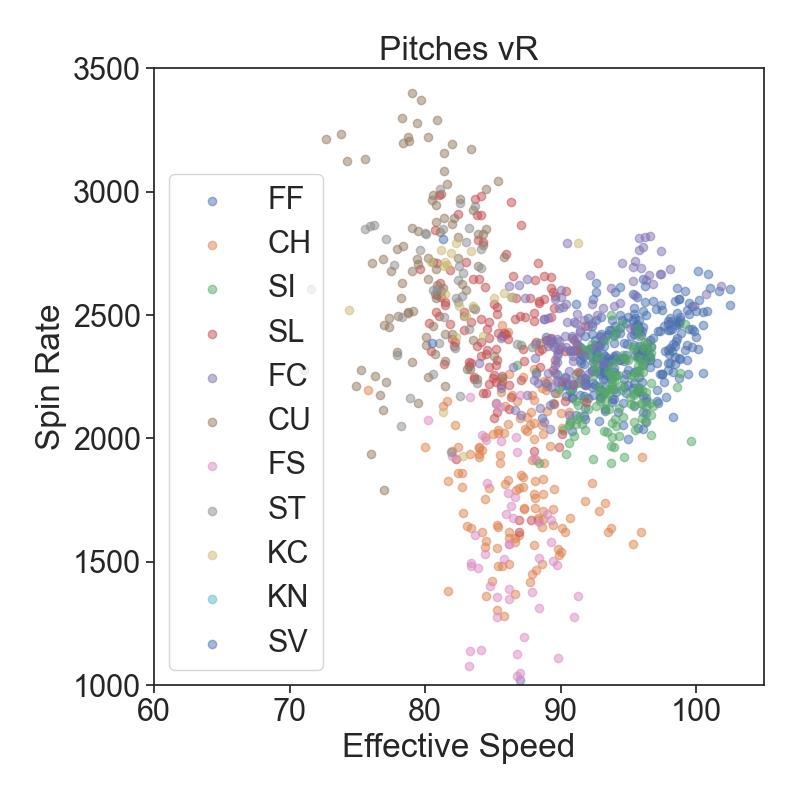 Pitches vR
3500
3000
2500
2000
1500
1000
Spin Rate
FF
CH
SI
SL
FC
CU
FS
ST
KC
KN
SV
60 70 80 90 100
Effective Speed